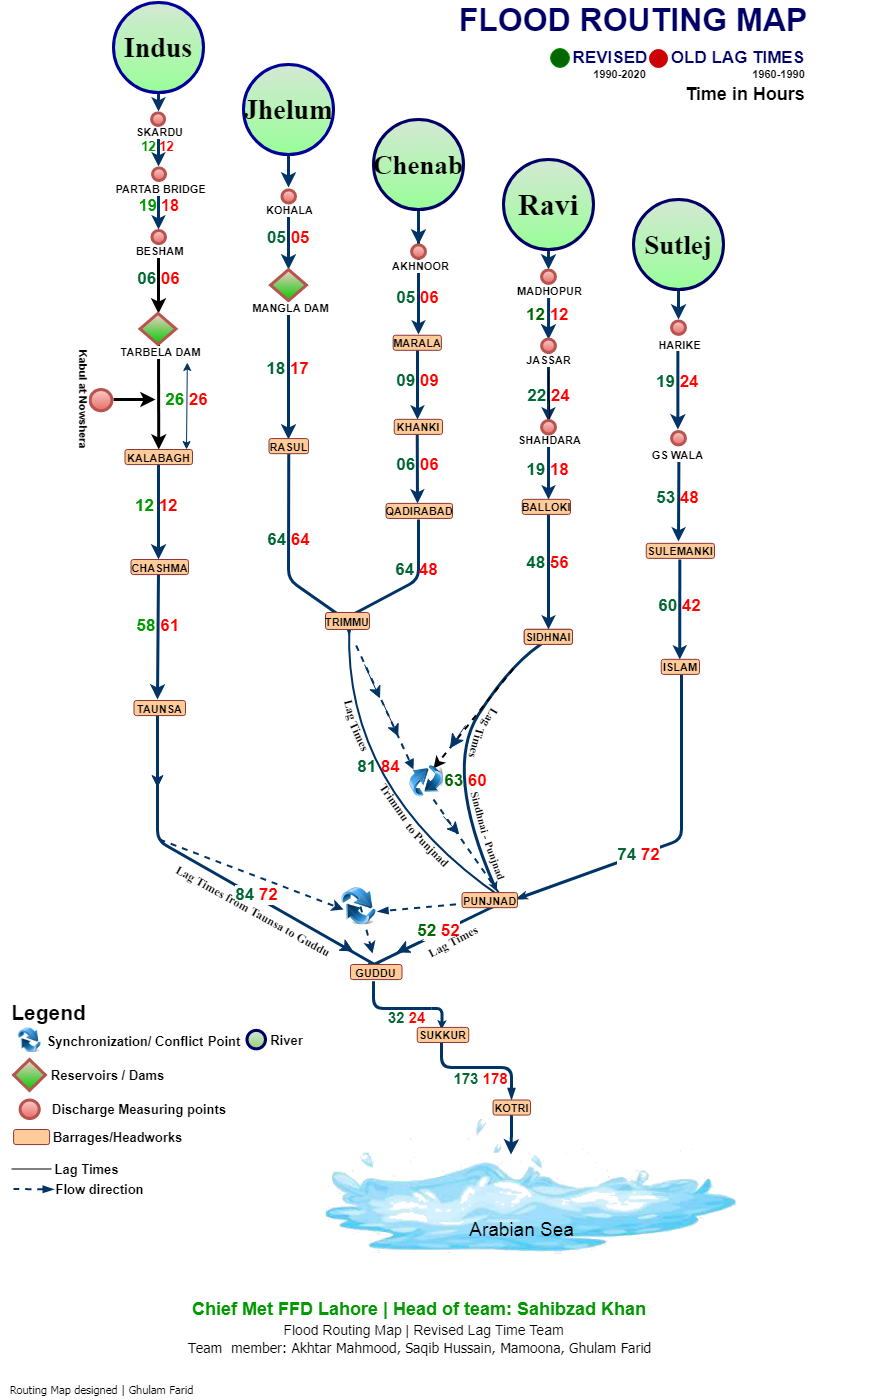 FLOOD ROUTING MAP
REVISED OLD LAG TIMES
1990-2020 1960-1990
Time in Hours
Indus
SKARDU
12 12
PARTAB BRIDGE
19 18
BESHAM
06 06
TARBELA DAM
Kabul at Nowshera
26 26
KALABAGH
12 12
CHASHMA
58 61
TAUNSA
84 72
Lag Times from Taunsa to Guddu
Jhelum
KOHALA
05 05
MANGLA DAM
18 17
RASUL
64 64
TRIMMU
Chenab
AKHNOOR
05 06
MARALA
09 09
KHANKI
06 06
QADIRABAD
64 48
Lag Times
81 84
Trimmu to Punjnad
Ravi
MADHOPUR
12 12
JASSAR
22 24
SHAHDARA
19 18
BALLOKI
48 56
SIDHNAI
Lag Times
63 60
Sindhnai - Punjnad
Sutlej
HARIKE
19 24
GS WALA
53 48
SULEMANKI
60 42
ISLAM
74 72
PUNJNAD
52 52
Lag Times
GUDDU
32 24
SUKKUR
173 178
KOTRI
Arabian Sea
Legend
Synchronization/ Conflict Point River
Reservoirs / Dams
Discharge Measuring points
Barrages/Headworks
Lag Times
Flow direction
Chief Met FFD Lahore | Head of team: Sahibzad Khan
Flood Routing Map | Revised Lag Time Team
Team member: Akhtar Mahmood, Saqib Hussain, Mamoona, Ghulam Farid
Routing Map designed | Ghulam Farid